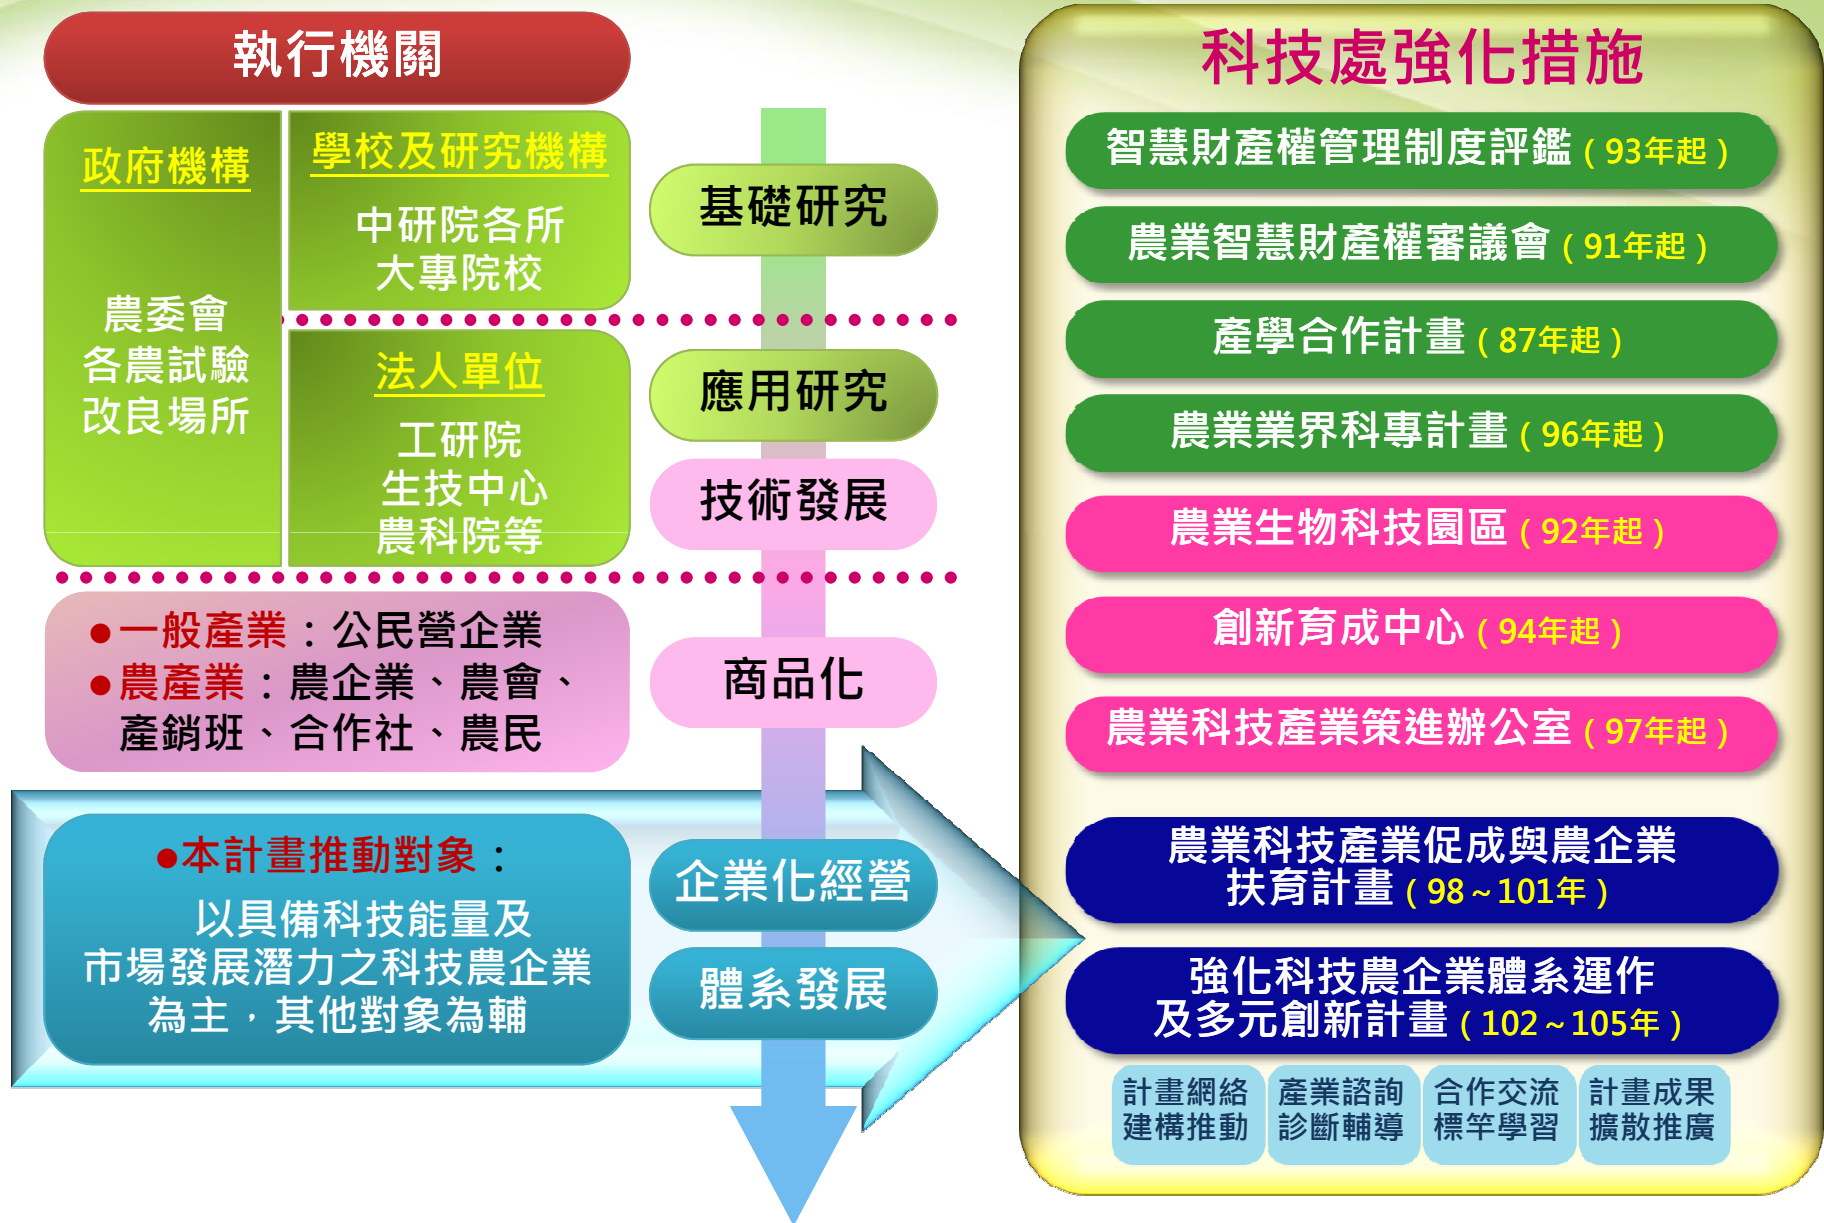 執行機關
政府機構
農委會
各農試驗
改良場所
學校及研究機構
中研院各所
大專院校
法人單位
工研院
生技中心
農科院等
●一般產業：公民營企業
●農產業：農企業、農會、
產銷班、合作社、農民
●本計畫推動對象：
以具備科技能量及
市場發展潛力之科技農企業
為主，其他對象為輔
基礎研究
應用研究
技術發展
商品化
企業化經營
體系發展
科技處強化措施
智慧財產權管理制度評鑑（93年起）
農業智慧財產權審議會（91年起）
產學合作計畫（87年起）
農業業界科專計畫（96年起）
農業生物科技園區（92年起）
創新育成中心（94年起）
農業科技產業策進辦公室（97年起）
農業科技產業促成與農企業
扶育計畫（98～101年）
強化科技農企業體系運作
及多元創新計畫（102～105年）
計畫網絡
建構推動
產業諮詢
診斷輔導
合作交流
標竿學習
計畫成果
擴散推廣